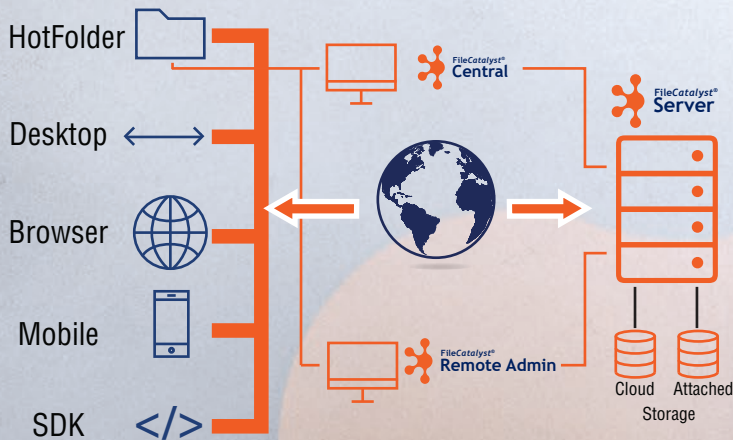 HotFolder
Desktop
Browser
Mobile
SDK
</>
FileCatalyst®
Central
FileCatalyst®
Server
FileCatalyst®
Remote Admin
Cloud Attached
Storage